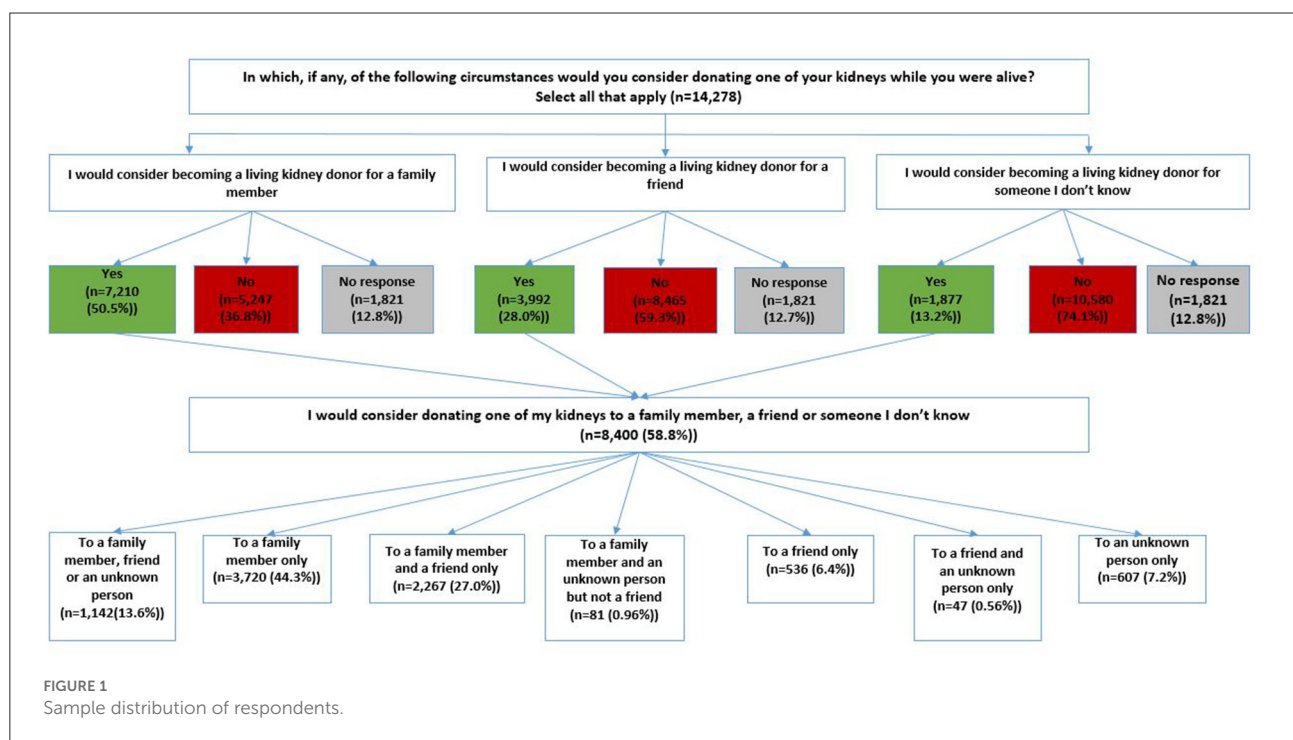 In which, if any, of the following circumstances would you consider donating one of your kidneys while you were alive?
Select all that apply (n=14,278)
I would consider becoming a living kidney donor for a family
member
I would consider becoming a living kidney donor for a
friend
I would consider becoming a living kidney donor for
someone I don't know
Yes
(n=7,210
(50.5%))
No
(n=5,247
(36.8%))
No response
(n=1,821
(12.8%))
Yes
(n=3,992
(28.0%))
No
(n=8,465
(59.3%))
No response
(n=1,821
(12.7%))
Yes
(n=1,877
(13.2%))
No
(n=10,580
(74.1%))
No response
(n=1,821
(12.8%))
I would consider donating one of my kidneys to a family member, a friend or someone I don't know
(n=8,400 (58.8%))
To a family
member, friend
or an unknown
person
(n=1,142(13.6%))
To a family
member only
(n=3,720 (44.3%))
To a family member
and a friend only
(n=2,267 (27.0%))
To a family
member and an
unknown person
but not a friend
(n=81 (0.96%))
To a friend only
(n=536 (6.4%))
To a friend and
an unknown
person only
(n=47 (0.56%))
To an unknown
person only
(n=607 (7.2%))
FIGURE 1
Sample distribution of respondents.